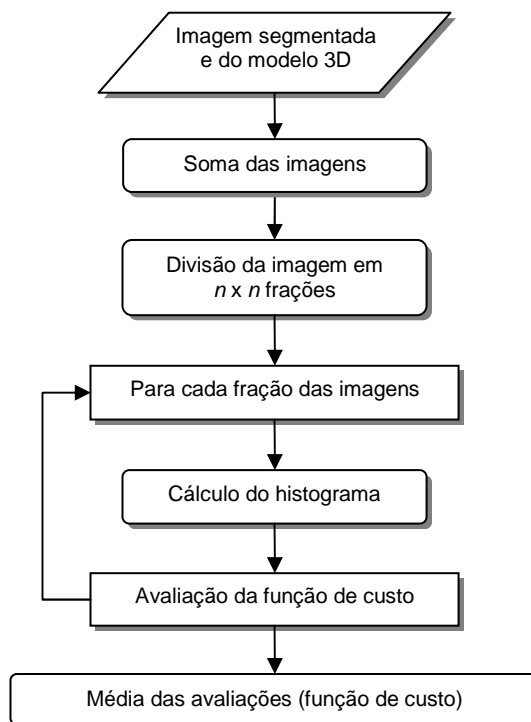 Imagem segmentada
e do modelo 3D
Soma das imagens
Divisão da imagem em
n x n frações
Para cada fração das imagens
Cálculo do histograma
Avaliação da função de custo
Média das avaliações (função de custo)